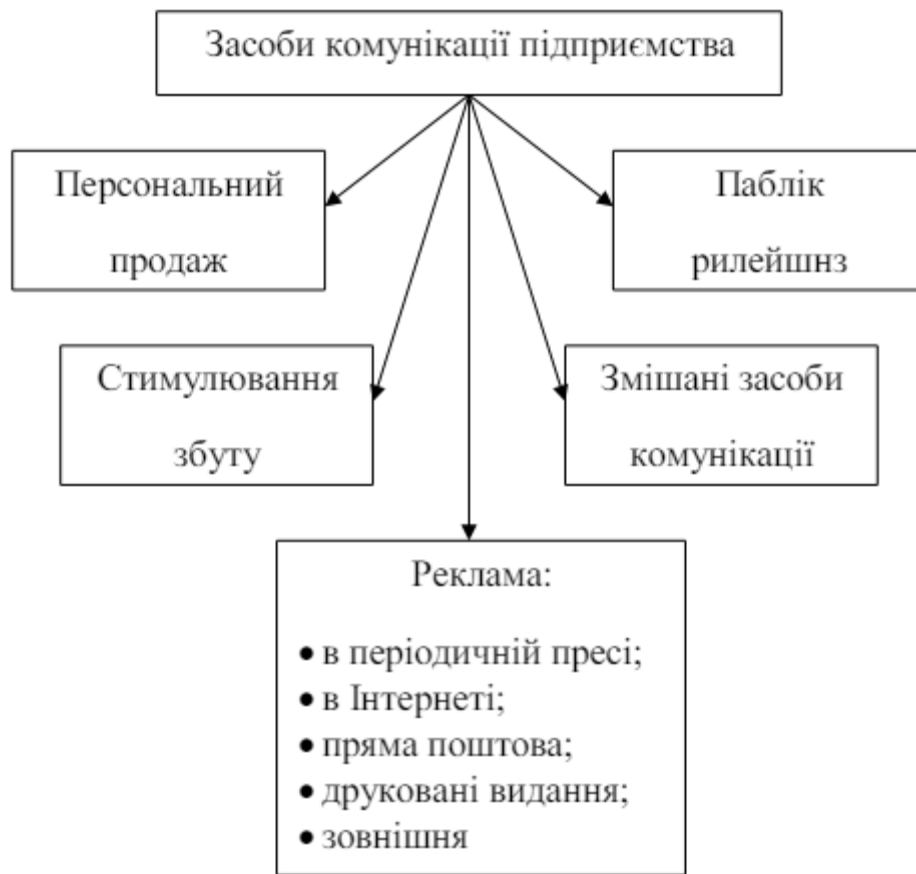 Засоби комунікації підприємства
Персональний
продаж
Паблік
рилейшнз
Стимулювання
збуту
Змішані засоби
комунікації
Реклама:
• в періодичній пресі;
• в Інтернеті;
• пряма поштова;
• друковані видання;
• зовнішня